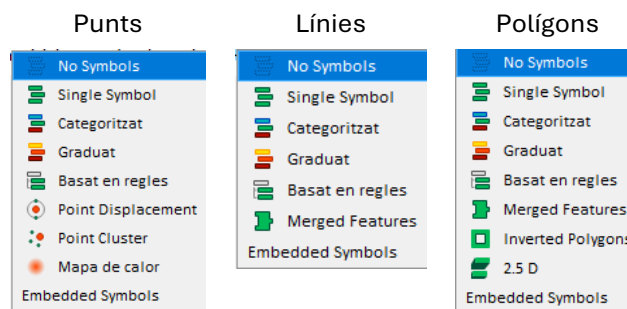 Punts
No Symbols
Single Symbol
Categoritzat
Graduat
Basat en regles
Point Displacement
Point Cluster
Mapa de calor
Embedded Symbols
Línies
No Symbols
Single Symbol
Categoritzat
Graduat
Basat en regles
Merged Features
Embedded Symbols
Polígons
No Symbols
Single Symbol
Categoritzat
Graduat
Basat en regles
Merged Features
Inverted Polygons
2.5 D
Embedded Symbols